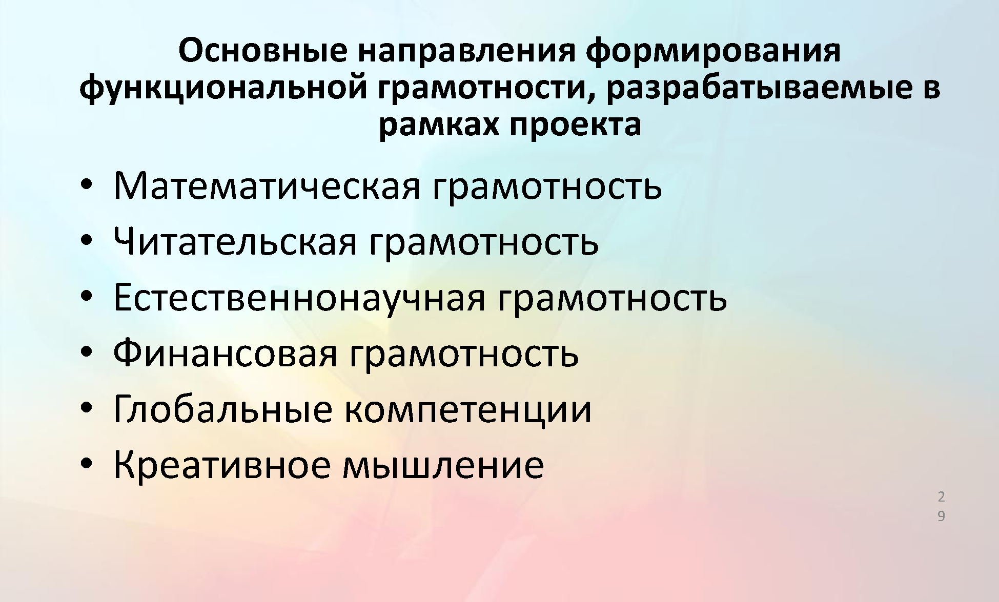 Основные направления формирования
функциональной грамотности, разрабатываемые в
рамках проекта
• Математическая грамотность
• Читательская грамотность
• Естественнонаучная грамотность
• Финансовая грамотность
• Глобальные компетенции
• Креативное мышление
2
9